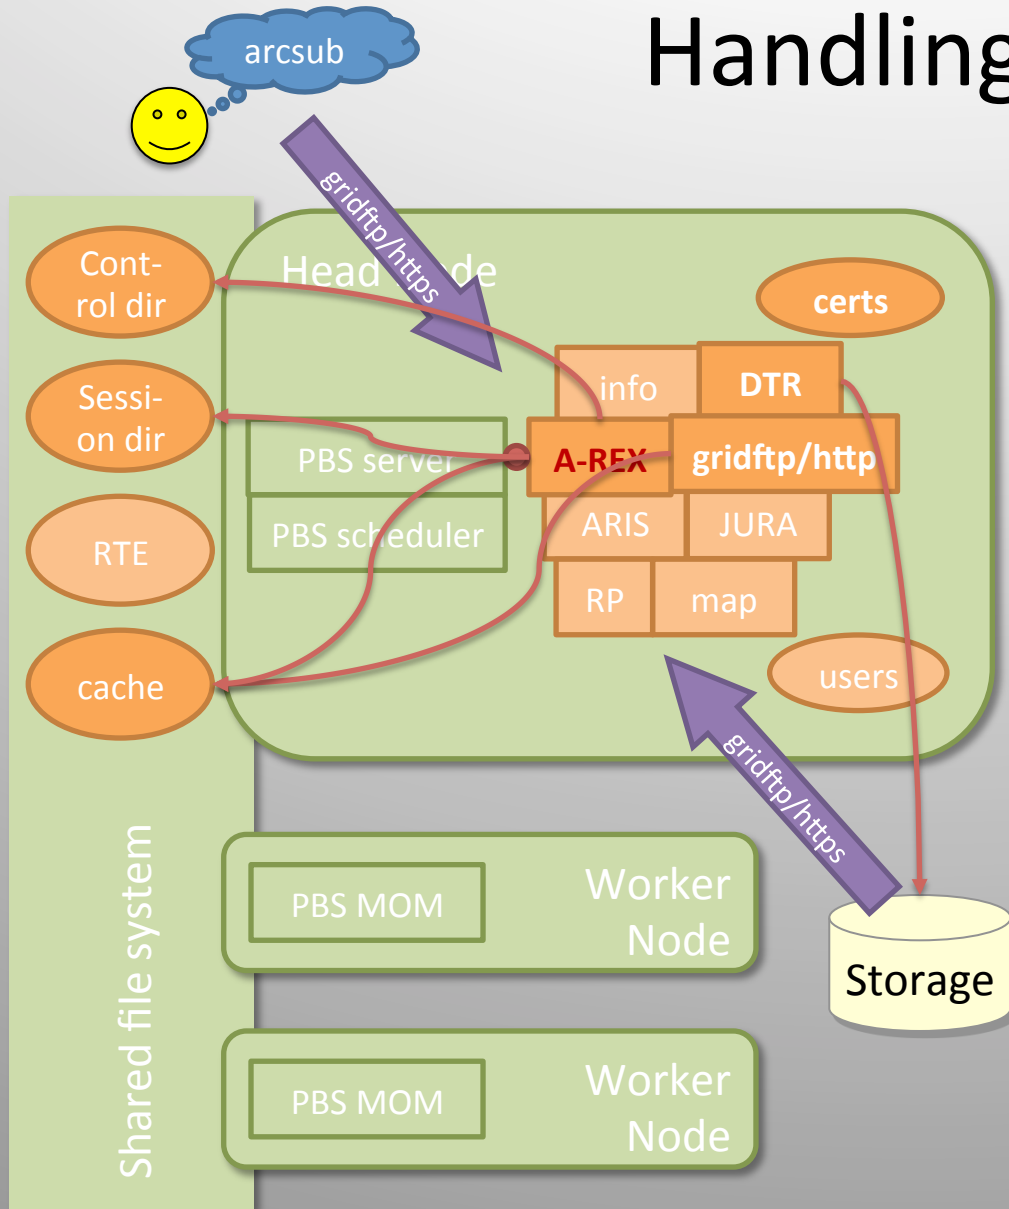 arcsub
Handling
gridftp/https
Cont-
rol dir
Head
de
certs
info
DTR
Sessi-
on dir
PBS server
A-REX
gridftp/http
PBS scheduler
ARIS
JURA
RTE
RP
map
cache
users
gridftp/https
Shared file system
PBS MOM
Worker
Node
Storage
PBS MOM
Worker
Node